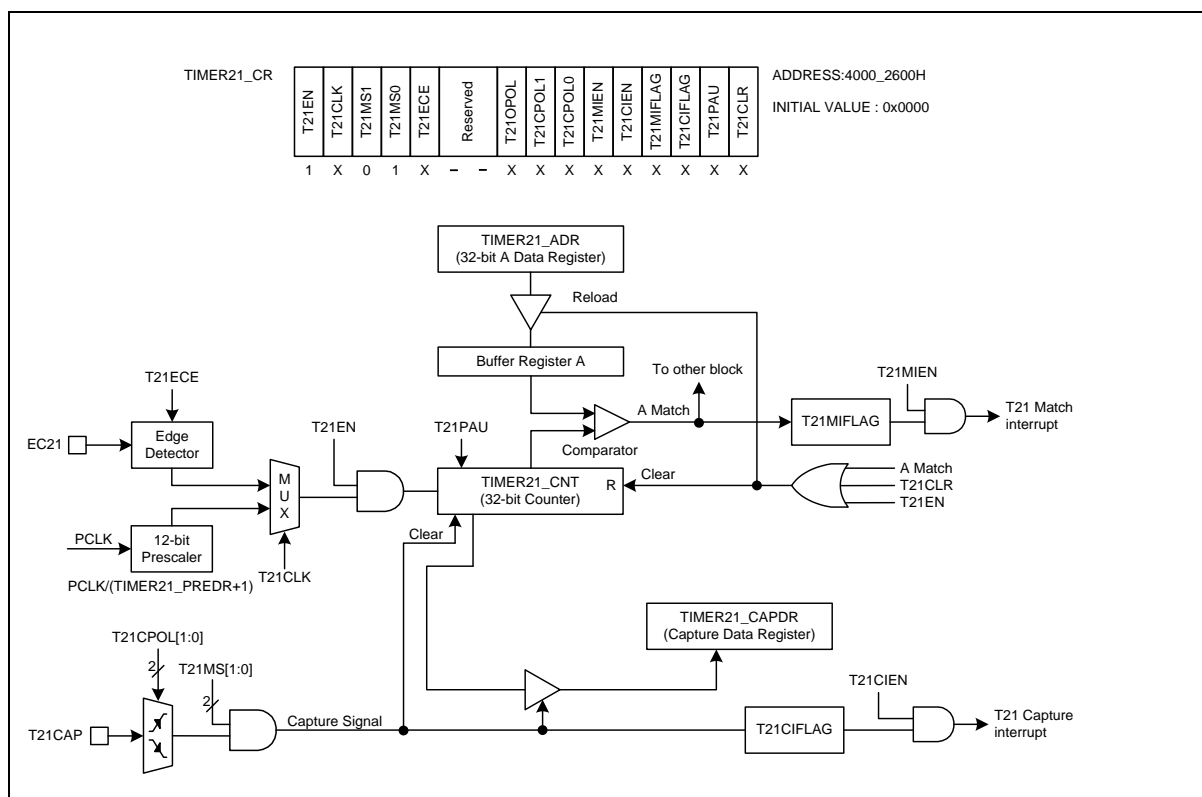 TIMER21_CR
T21EN
T21CLK
T21MS1
T21MS0
T21ECE
Reserved
T21OPOL
T21CPOL1
T21CPOL0
T21MIEN
T21CIEN
T21MIFLAG
T21CIFLAG
T21PAU
T21CLR
ADDRESS:4000_2600H
INITIAL VALUE : 0x0000
1 X 0 1 X – – X X X X X X X X X
TIMER21_ADR
(32-bit A Data Register)
Reload
Buffer Register A
To other block
T21MIEN
T21ECE
A Match
T21MIFLAG
T21 Match
interrupt
EC21
Edge
Detector
T21EN
T21PAU
Comparator
MUX
TIMER21_CNT
(32-bit Counter)
R
Clear
A Match
T21CLR
T21EN
PCLK
12-bit
Prescaler
Clear
T21CLK
PCLK/(TIMER21_PREDR+1)
TIMER21_CAPDR
(Capture Data Register)
T21CPOL[1:0]
2
T21MS[1:0]
2
T21CIEN
T21CAP
Capture Signal
T21CIFLAG
T21 Capture
interrupt